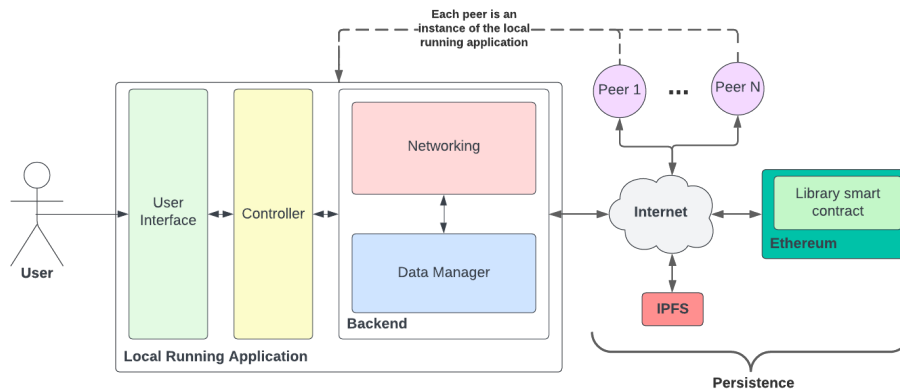 Each peer is an
instance of the local
running application
Peer 1
...
Peer N
Networking
User
Interface
Controller
Internet
Library smart
contract
Ethereum
User
Data Manager
IPFS
Backend
Local Running Application
Persistence